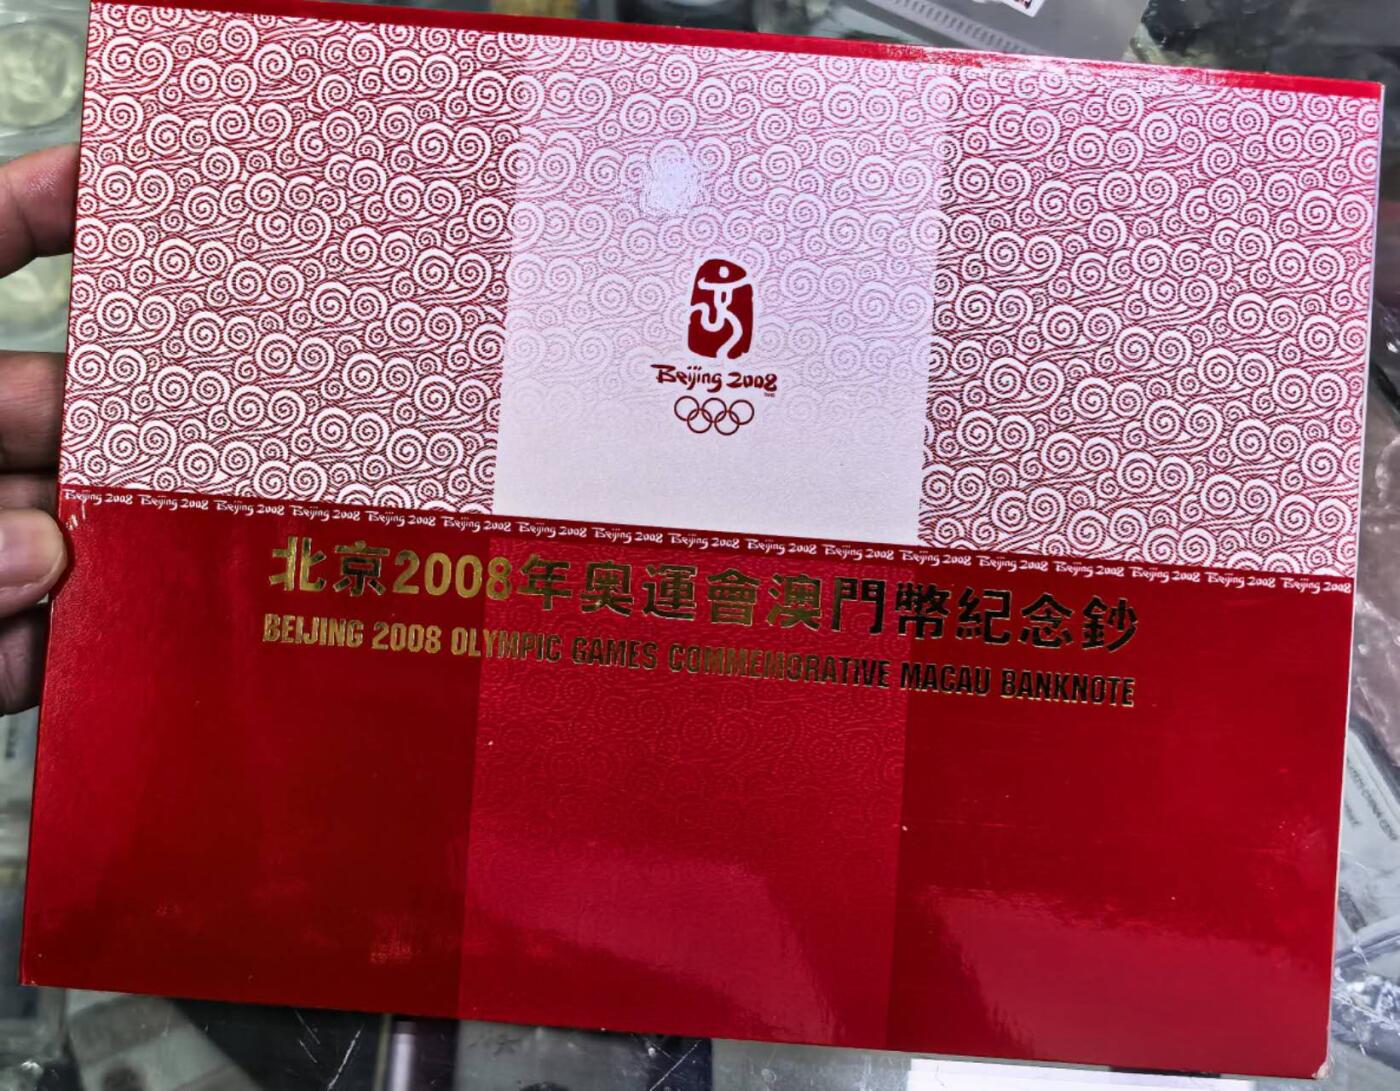 Beijing 2008
Beijing 2008 Beijing 2008 Beijing 2008 Beijing 2008 Beijing 2008 Beijing 2008 Beijing 2008 Beijing 2008 Beijing 2008 Beijing 2008 Beijing 2008 Beijing 2008 Beijing 2008 Beijing 2008 Beijing 2008 Beijing 2008 Beijing 2008
北京2008年奥運會澳門幣紀念鈔
BEIJING 2008 OLYMPIC GAMES COMMEMORATIVE MACAU BANKNOTE